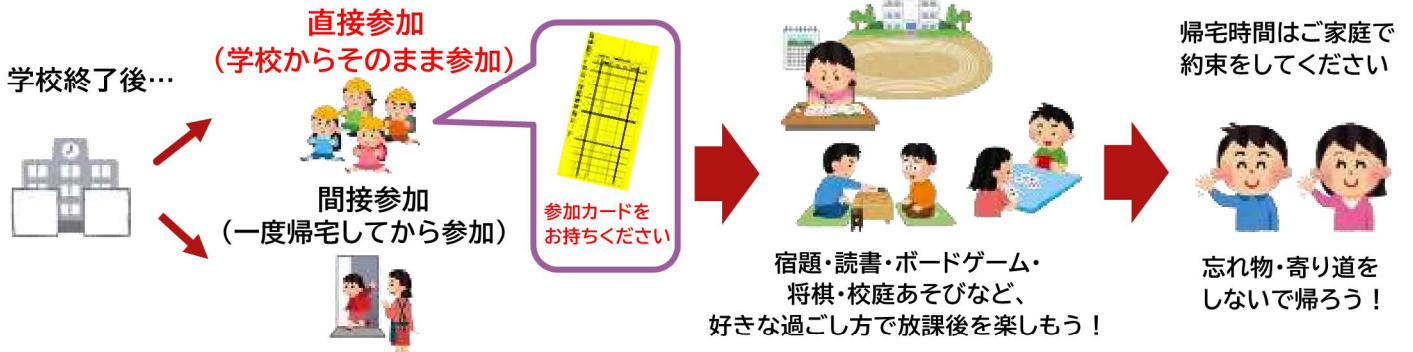 学校終了後…
直接参加
(学校からそのまま参加)
間接参加
(一度帰宅してから参加)
参加カードを
お持ちください
宿題・読書・ボードゲーム・
将棋・校庭あそびなど、
好きな過ごし方で放課後を楽しもう！
帰宅時間はご家庭で
約束をしてください
忘れ物・寄り道を
しないで帰ろう！